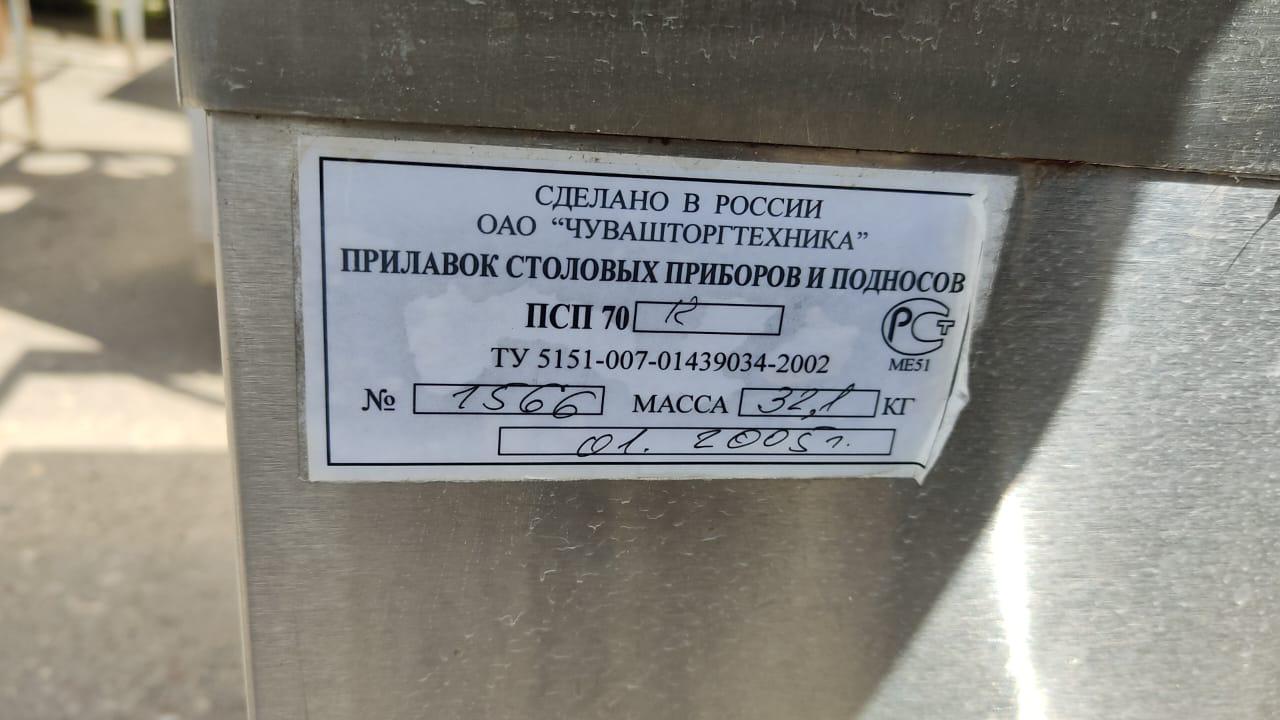 СДЕЛАНО В РОССИИ
ОАО “ЧУВАШТОРГТЕХНИКА”
ПРИЛАВОК СТОЛОВЫХ ПРИБОРОВ И ПОДНОСОВ
ПСП 70 К
РСТ
ТУ 5151-007-01439034-2002
МЕ51
№ 1566 МАССА 32,1 КГ
01. 2005г.